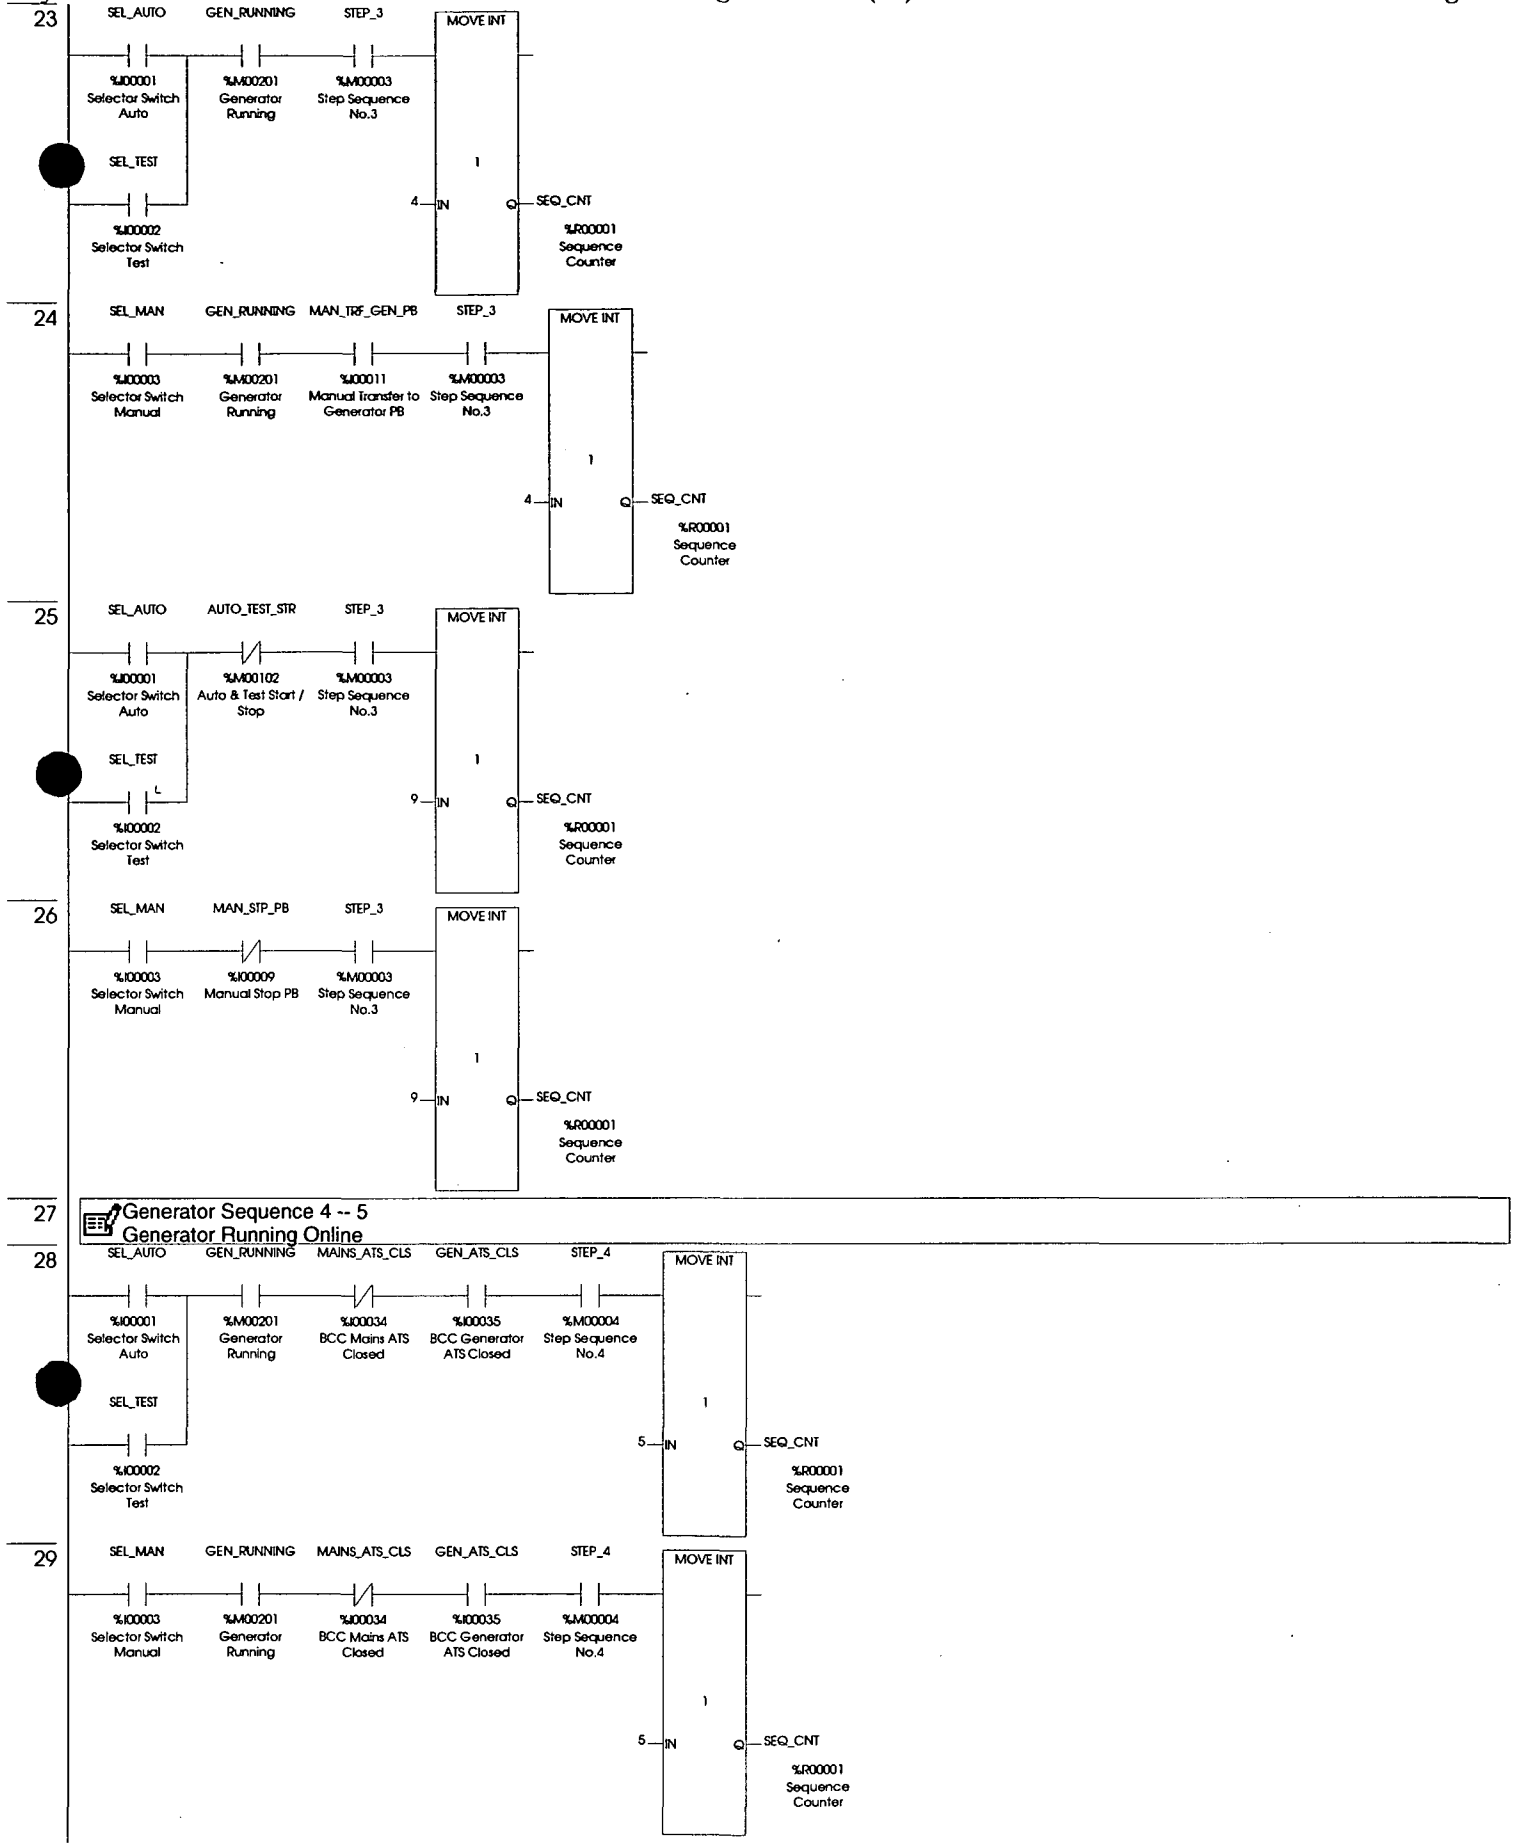 23
SEL_AUTO GEN_RUNNING STEP_3
MOVE INT
%I00001 %M00201 %M00003
Selector Switch Generator Step Sequence
Auto Running No.3
SEL_TEST
1
4 IN Q SEQ_CNT
%I00002 %R00001
Selector Switch Sequence
Test Counter
24
SEL_MAN GEN_RUNNING MAN_TRF_GEN_PB STEP_3
MOVE INT
%I00003 %M00201 %I00011 %M00003
Selector Switch Generator Manual Transfer to Step Sequence
Manual Running Generator PB No.3
1
4 IN Q SEQ_CNT
%R00001
Sequence
Counter
25
SEL_AUTO AUTO_TEST_STR STEP_3
MOVE INT
%I00001 %M00102 %M00003
Selector Switch Auto & Test Start / Step Sequence
Auto Stop No.3
SEL_TEST
1
9 IN Q SEQ_CNT
%I00002 %R00001
Selector Switch Sequence
Test Counter
26
SEL_MAN MAN_STP_PB STEP_3
MOVE INT
%I00003 %I00009 %M00003
Selector Switch Manual Stop PB Step Sequence
Manual No.3
1
9 IN Q SEQ_CNT
%R00001
Sequence
Counter
27
Generator Sequence 4 -- 5
Generator Running Online
28
SEL_AUTO GEN_RUNNING MAINS_ATS_CLS GEN_ATS_CLS STEP_4
MOVE INT
%I00001 %M00201 %I00034 %I00035 %M00004
Selector Switch Generator BCC Mains ATS BCC Generator Step Sequence
Auto Running Closed ATS Closed No.4
SEL_TEST
1
5 IN Q SEQ_CNT
%I00002 %R00001
Selector Switch Sequence
Test Counter
29
SEL_MAN GEN_RUNNING MAINS_ATS_CLS GEN_ATS_CLS STEP_4
MOVE INT
%I00003 %M00201 %I00034 %I00035 %M00004
Selector Switch Generator BCC Mains ATS BCC Generator Step Sequence
Manual Running Closed ATS Closed No.4
1
5 IN Q SEQ_CNT
%R00001
Sequence
Counter